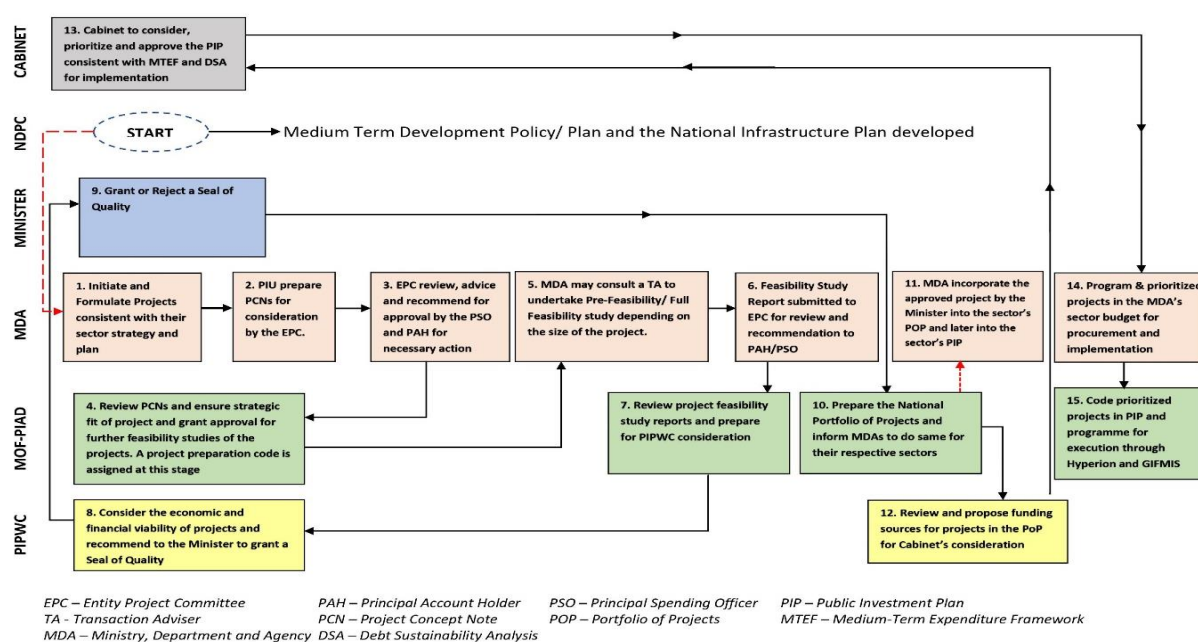 CABINET
13. Cabinet to consider,
prioritize and approve the PIP
consistent with MTEF and DSA
for implementation
NDPC
START
Medium Term Development Policy/ Plan and the National Infrastructure Plan developed
MINISTER
9. Grant or Reject a Seal of
Quality
MDA
1. Initiate and
Formulate Projects
consistent with their
sector strategy and
plan
2. PIU prepare
PCNs for
consideration
by the EPC.
3. EPC review, advice
and recommend for
approval by the PSO
and PAH for
necessary action
5. MDA may consult a TA to
undertake Pre-Feasibility/ Full
Feasibility study depending on
the size of the project.
6. Feasibility Study
Report submitted to
EPC for review and
recommendation to
PAH/PSO
11. MDA incorporate the
approved project by the
Minister into the sector's
POP and later into the
sector's PIP
14. Program & prioritized
projects in the MDA's
sector budget for
procurement and
implementation
MOF-PIAD
4. Review PCNs and ensure strategic
fit of project and grant approval for
further feasibility studies of the
projects. A project preparation code is
assigned at this stage
7. Review project feasibility
study reports and prepare
for PIPWC consideration
10. Prepare the National
Portfolio of Projects and
inform MDAs to do same for
their respective sectors
15. Code prioritized
projects in PIP and
programme for
execution through
Hyperion and GIFMIS
PIPWC
8. Consider the economic and
financial viability of projects and
recommend to the Minister to grant a
Seal of Quality
12. Review and propose funding
sources for projects in the PoP
for Cabinet's consideration
EPC – Entity Project Committee
PAH – Principal Account Holder
PSO – Principal Spending Officer
PIP – Public Investment Plan
TA - Transaction Adviser
PCN – Project Concept Note
POP – Portfolio of Projects
MTEF – Medium-Term Expenditure Framework
MDA – Ministry, Department and Agency
DSA – Debt Sustainability Analysis